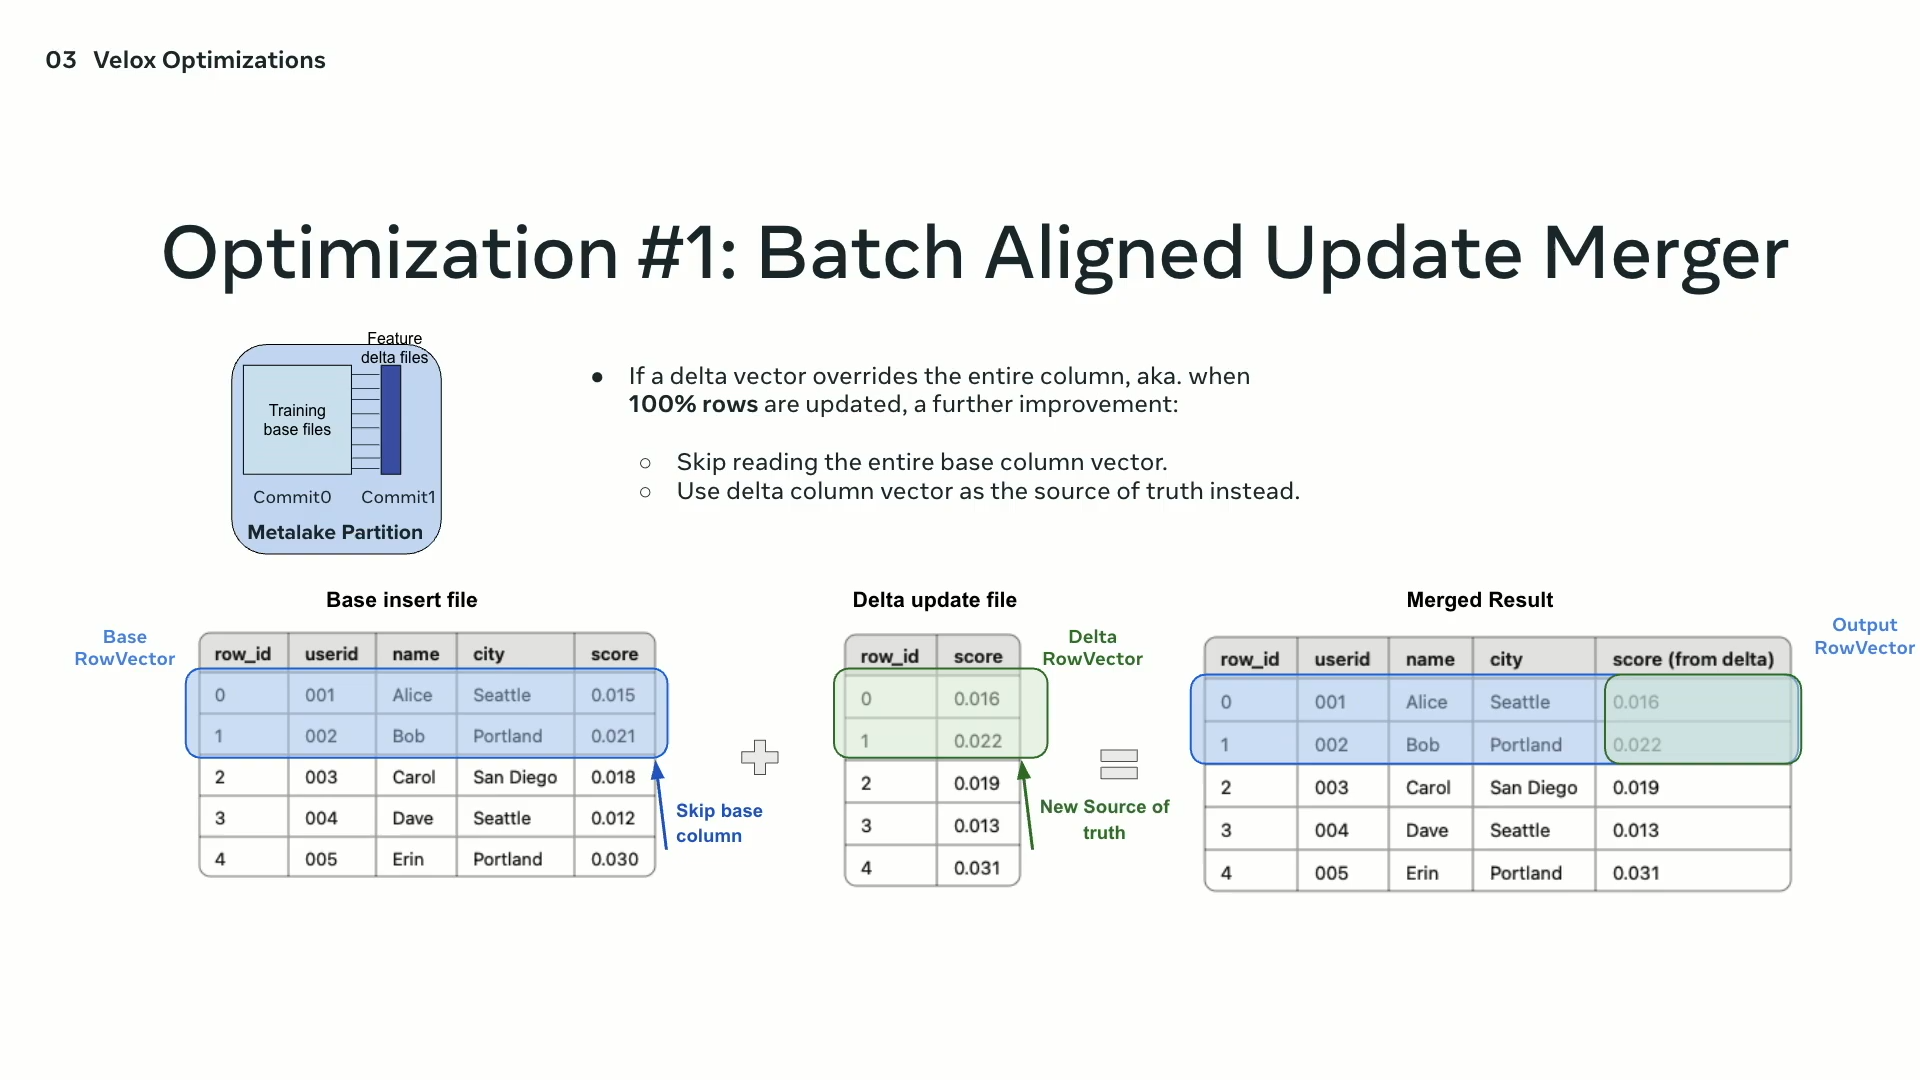 03 Velox Optimizations
Optimization #1: Batch Aligned Update Merger
Feature
delta files
Training
base files
Commit0 Commit1
Metalake Partition
● If a delta vector overrides the entire column, aka. when
100% rows are updated, a further improvement:
○ Skip reading the entire base column vector.
○ Use delta column vector as the source of truth instead.
Base insert file
Base
RowVector
row_id userid name city score
0 001 Alice Seattle 0.015
1 002 Bob Portland 0.021
2 003 Carol San Diego 0.018
3 004 Dave Seattle 0.012
4 005 Erin Portland 0.030
Skip base
column
Delta update file
Delta
RowVector
row_id score
0 0.016
1 0.022
2 0.019
3 0.013
4 0.031
New Source of
truth
Merged Result
Output
RowVector
row_id userid name city score (from delta)
0 001 Alice Seattle 0.016
1 002 Bob Portland 0.022
2 003 Carol San Diego 0.019
3 004 Dave Seattle 0.013
4 005 Erin Portland 0.031